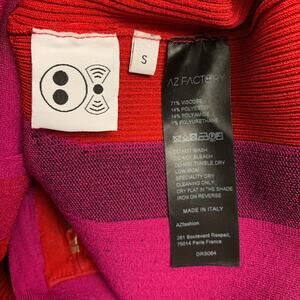 S
AZ FACTORY
71% VISCOSE
14% POLYESTER
14% POLYAMIDE
1% POLYURETHANE
DO NOT WASH
DO NOT BLEACH
DO NOT TUMBLE DRY
LOW IRON
SPECIALITY DRY
CLEANING ONLY
DRY FLAT IN THE SHADE
IRON ON REVERSE
MADE IN ITALY
AZfashion
261 Boulevard Raspail,
75014 Paris France
DRS064